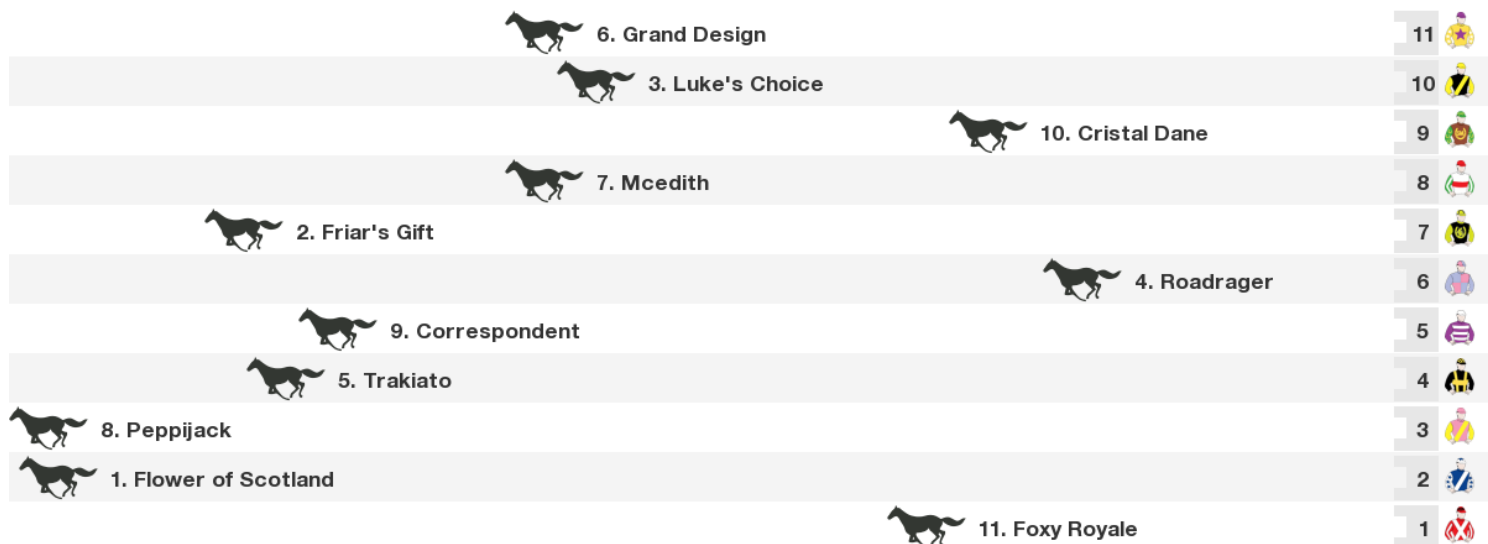 6. Grand Design 11
3. Luke's Choice 10
10. Cristal Dane 9
7. Mcedith 8
2. Friar's Gift 7
4. Roadrager 6
9. Correspondent 5
5. Trakiato 4
8. Peppijack 3
1. Flower of Scotland 2
11. Foxy Royale 1